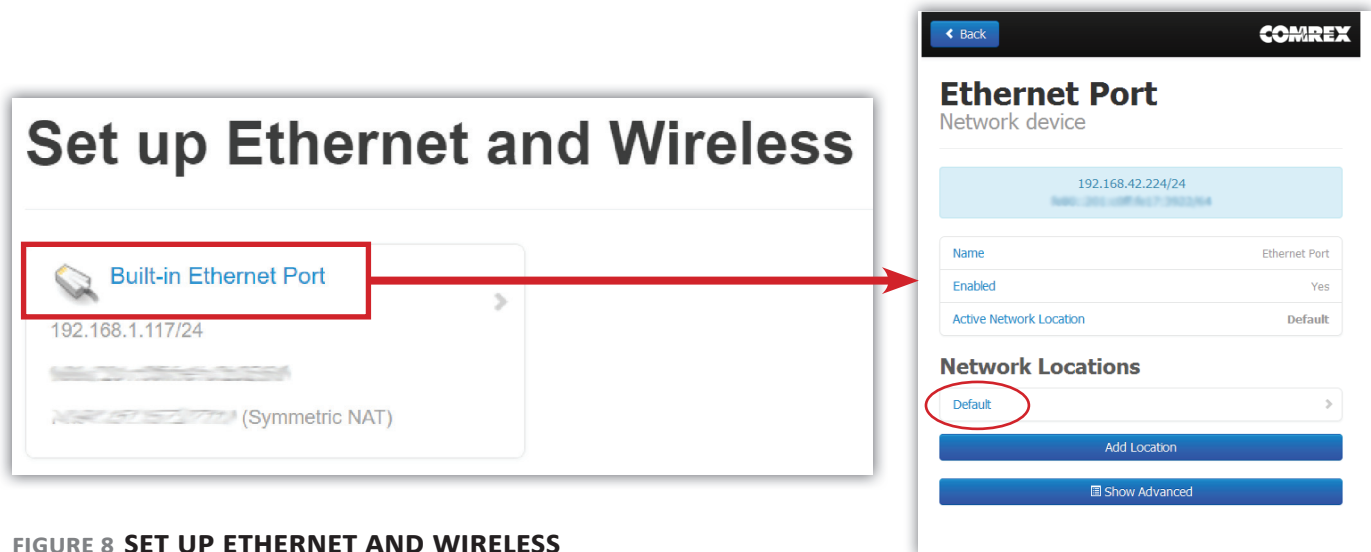 Set up Ethernet and Wireless
Built-in Ethernet Port
192.168.1.117/24
(Symmetric NAT)
Back
COMREX
Ethernet Port
Network device
192.168.42.224/24
Name Ethernet Port
Enabled Yes
Active Network Location Default
Network Locations
Default
Add Location
Show Advanced
FIGURE 8 SET UP ETHERNET AND WIRELESS